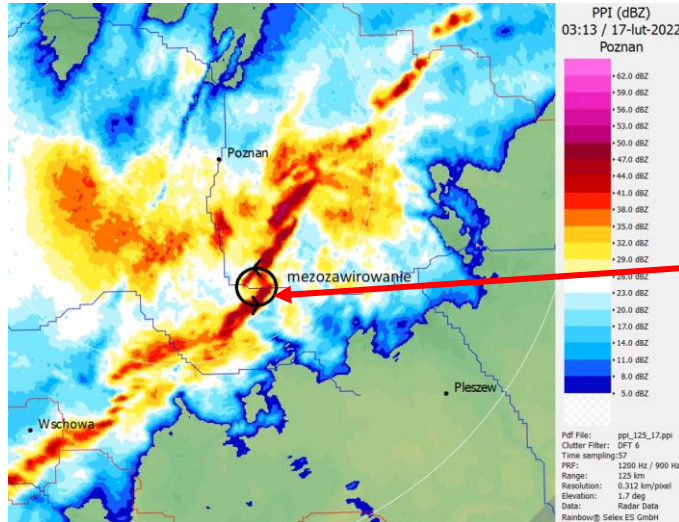 PPI (dBZ)
03:13 / 17-lut-2022
Poznan
62.0 dBZ
59.0 dBZ
56.0 dBZ
53.0 dBZ
50.0 dBZ
47.0 dBZ
44.0 dBZ
41.0 dBZ
38.0 dBZ
35.0 dBZ
32.0 dBZ
29.0 dBZ
26.0 dBZ
23.0 dBZ
20.0 dBZ
17.0 dBZ
14.0 dBZ
11.0 dBZ
8.0 dBZ
5.0 dBZ
Poznan
mezozawirowanie
Pleszew
Wschowa
Pdf File: ppi_125_17.ppi
Clutter Filter: DFT 6
Time sampling:57
PRF: 1200 Hz / 900 Hz
Range: 125 km
Resolution: 0.312 km/pixel
Elevation: 1.7 deg
Data: Radar Data
Rainbow® Selex ES GmbH